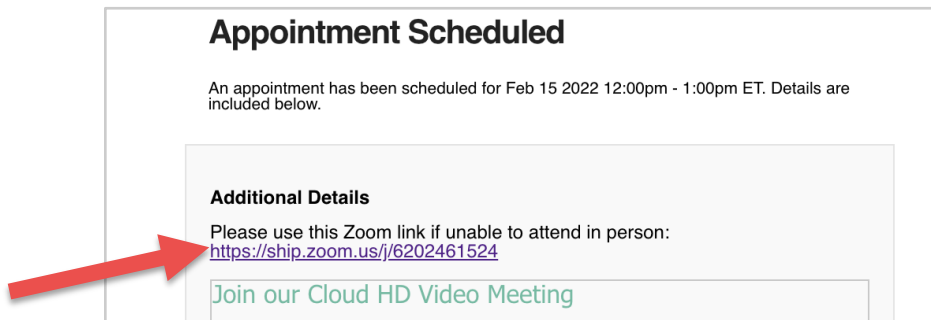 Appointment Scheduled
An appointment has been scheduled for Feb 15 2022 12:00pm - 1:00pm ET. Details are
included below.
Additional Details
Please use this Zoom link if unable to attend in person:
https://ship.zoom.us/j/6202461524
Join our Cloud HD Video Meeting